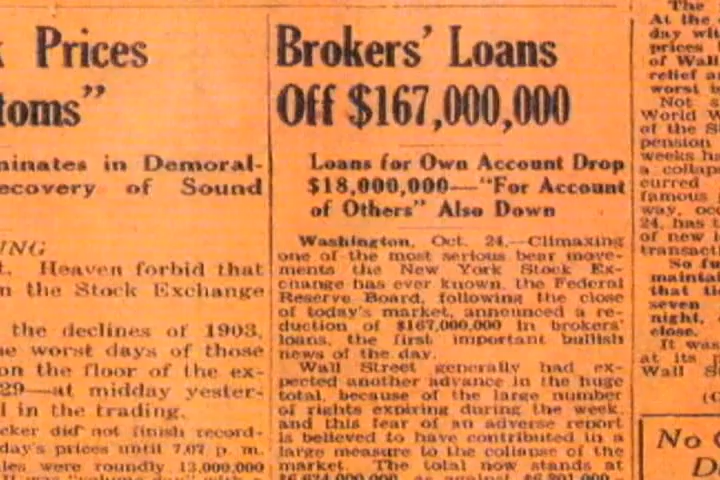 k Prices
toms"
minates in Demoral-
ecovery of Sound
NING
t. Heaven forbid that
n the Stock Exchange
the declines of 1903,
e worst days of those
on the floor of the ex-
29—at midday yester-
l in the trading.
cker did not finish record-
day's prices until 7.07 p. m.
les were roundly 13,000,000
Brokers' Loans
Off $167,000,000
Loans for Own Account Drop
$18,000,000—"For Account
of Others" Also Down
Washington, Oct. 24.—Climaxing
one of the most serious bear move-
ments the New York Stock Ex-
change has ever known, the Federal
Reserve Board, following the close
of today's market, announced a re-
duction of $167,000,000 in brokers'
loans, the first important bullish
news of the day.
Wall Street generally had ex-
pected another advance in the huge
total, because of the large number
of rights expiring during the week,
and this fear of an adverse report
is believed to have contributed in a
large measure to the collapse of the
market. The total now stands at
The
At the
day wit
prices
of Wall
relief a
worst i
Not a
World W
of the S
pension
weeks ha
a collap
curred
famous
way, oc
24, has t
of new l
transacti
So fu
maintai
that ti
seven
night,
close.
It was
at its
Wall S
No
D